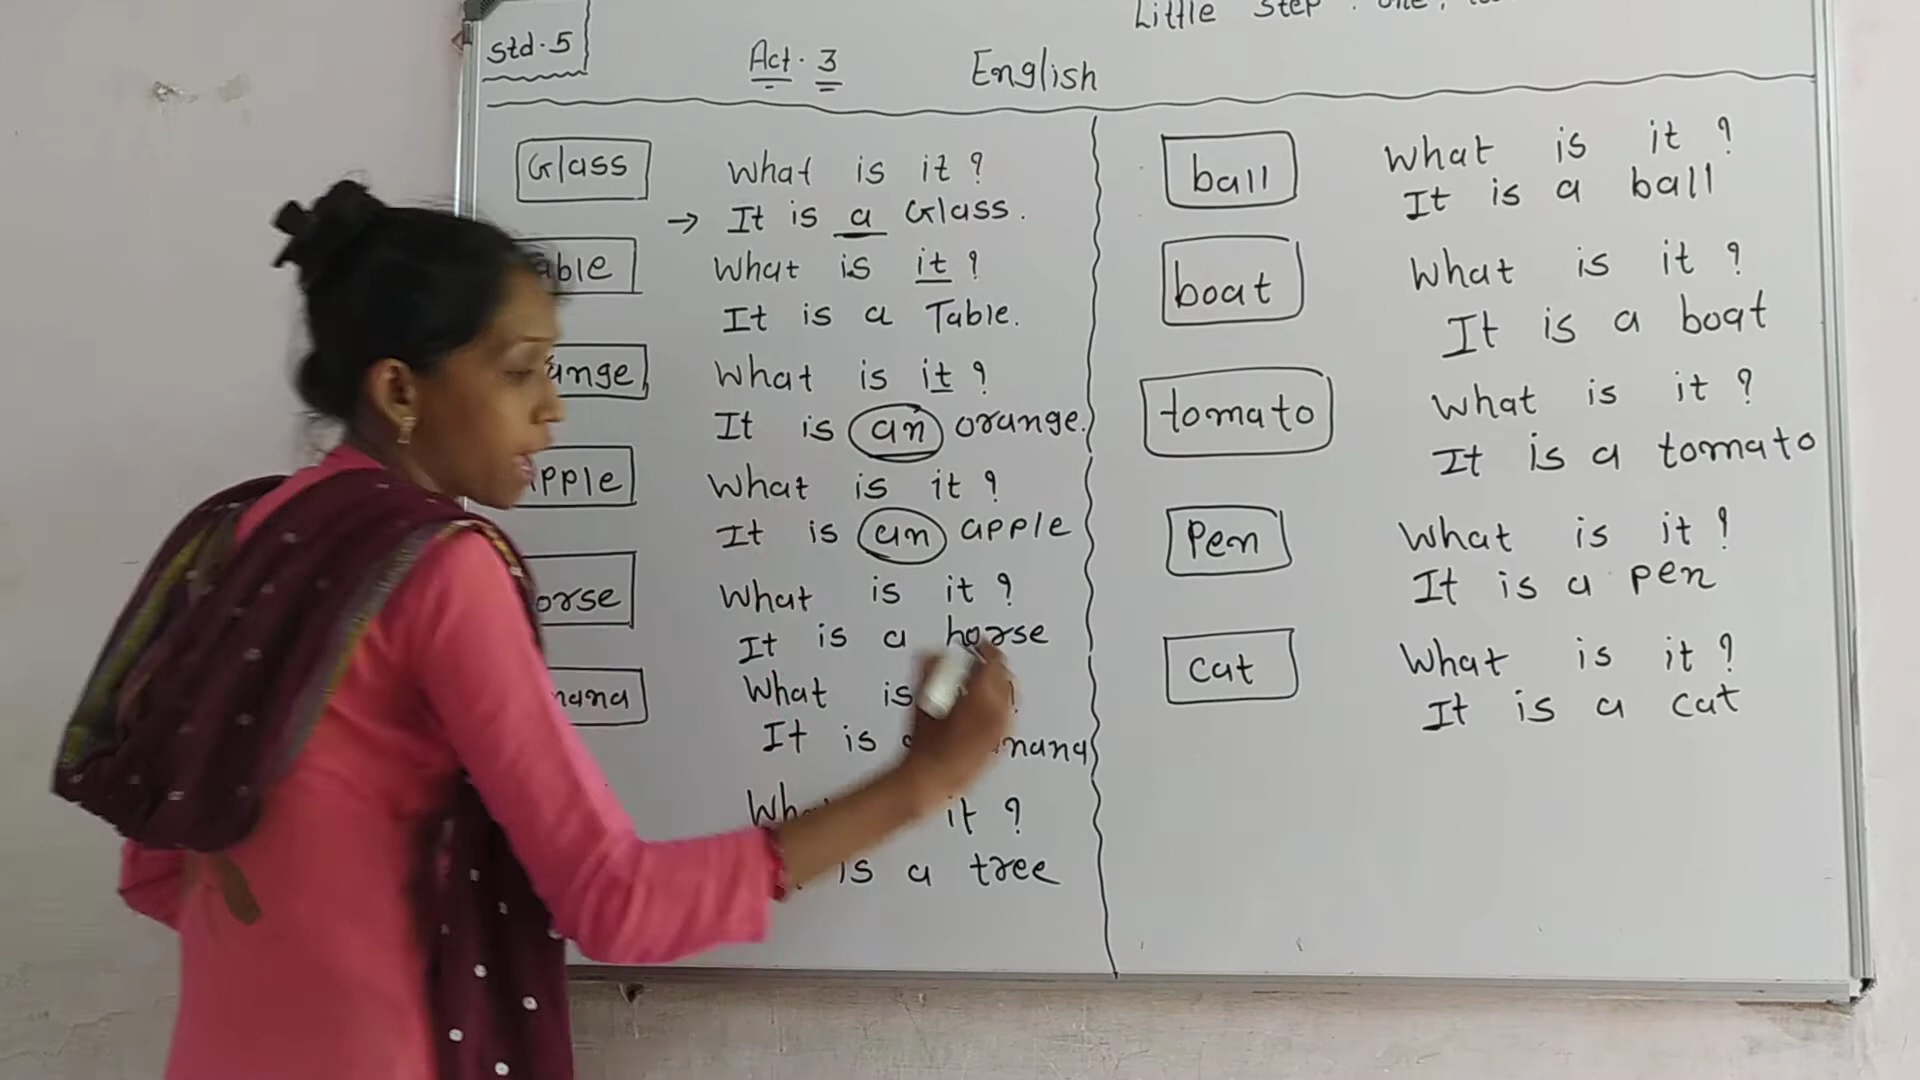 Little Step : one,
Std. 5
Act. 3 English
Glass
What is it ?
→ It is a Glass.
What is it ?
It is a Table.
What is it ?
It is an orange.
What is it ?
It is an apple
What is it ?
It is a horse
What is
It is
it ?
is a tree
ball
What is it ?
It is a ball
boat
What is it ?
It is a boat
tomato
What is it ?
It is a tomato
Pen
What is it ?
It is a pen
cat
What is it ?
It is a cat